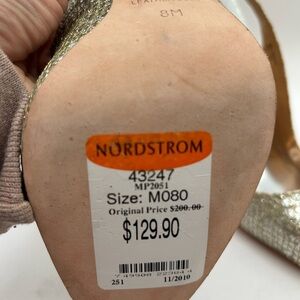 8M
NORDSTROM
43247
MP2051
Size: M080
Original Price $200.00
$129.90
251 11/2010